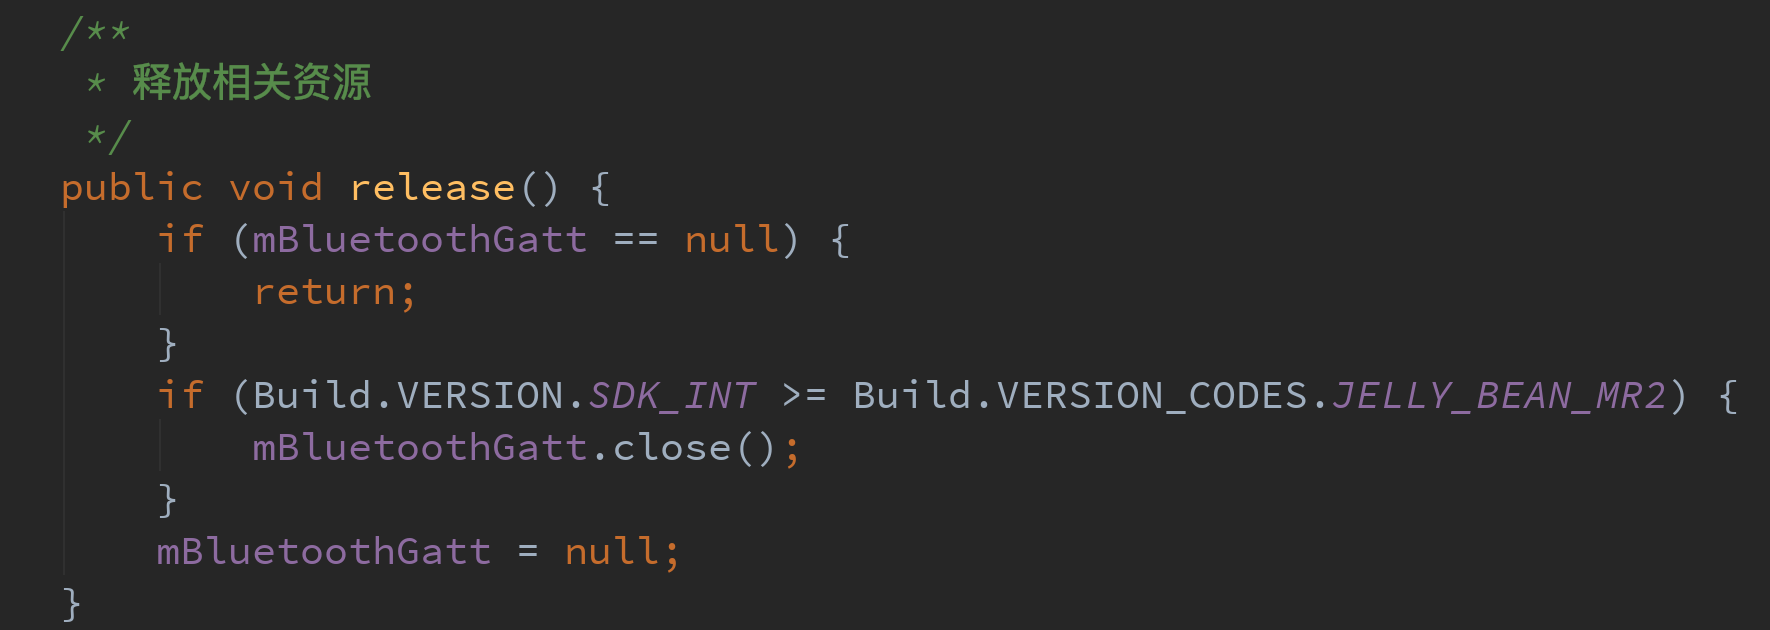 /**
 * 释放相关资源
 */
public void release() {
    if (mBluetoothGatt == null) {
        return;
    }
    if (Build.VERSION.SDK_INT >= Build.VERSION_CODES.JELLY_BEAN_MR2) {
        mBluetoothGatt.close();
    }
    mBluetoothGatt = null;
}